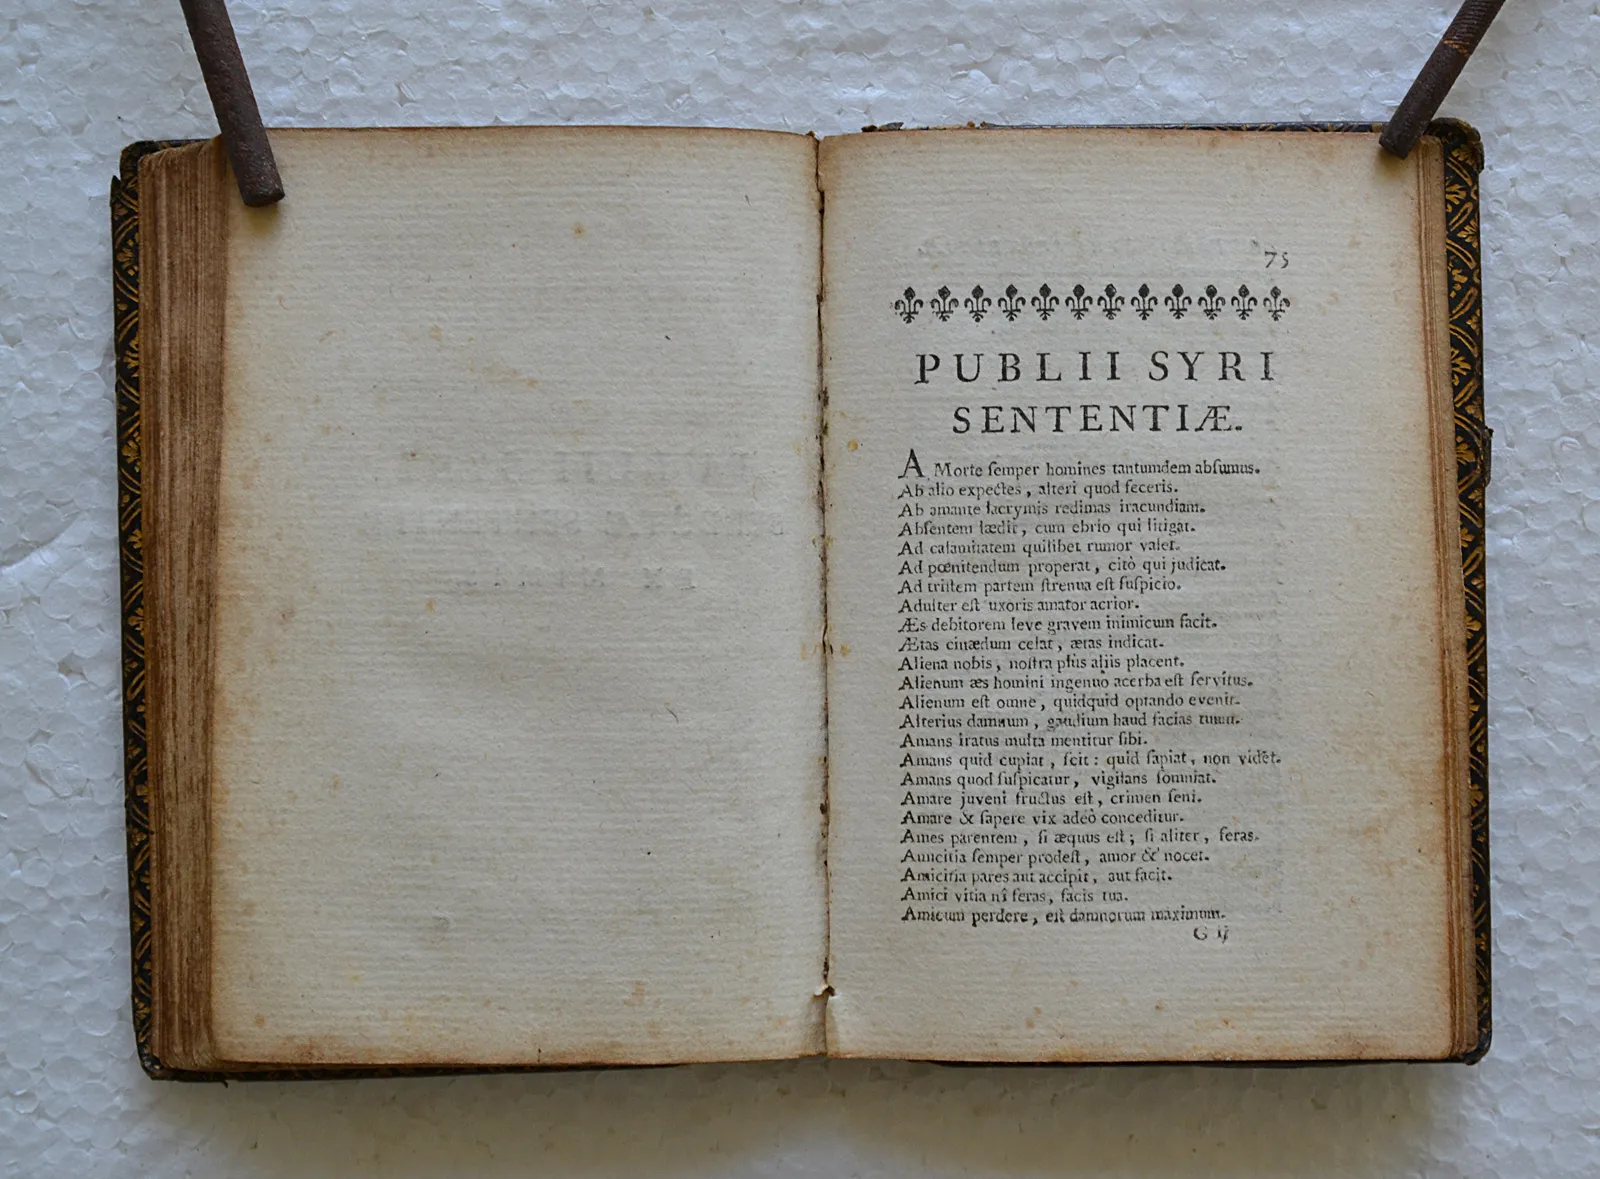 75
PUBLII SYRI
SENTENTIÆ.
A Morte ſemper homines tantumdem abſumus.
Ab alio expectes, alteri quod feceris.
Ab amante lacrymis redimas iracundiam.
Abſentem lædit, cum ebrio qui litigat.
Ad calamitatem quilibet rumor valet.
Ad pœnitendum properat, citò qui judicat.
Ad triſtem partem ſtrenua eſt ſuſpicio.
Adulter eſt uxoris amator acrior.
Æs debitorem leve gravem inimicum facit.
Ætas cinædum celat, ætas indicat.
Aliena nobis, noſtra plùs aliis placent.
Alienum æs homini ingenuo acerba eſt ſervitus.
Alienum eſt omne, quidquid optando evenit.
Alterius damnum, gaudium haud facias tuum.
Amans iratus multa mentitur ſibi.
Amans quid cupiat, ſcit: quid ſapiat, non videt.
Amans quod ſuſpicatur, vigilans ſomniat.
Amare juveni fructus eſt, crimen ſeni.
Amare & ſapere vix adeò conceditur.
Ames parentem, ſi æquus eſt; ſi aliter, feras.
Amicitia ſemper prodeſt, amor & nocet.
Amicitia pares aut accipit, aut facit.
Amici vitia nî feras, facis tua.
Amicum perdere, eſt damnorum maximum.
G ij